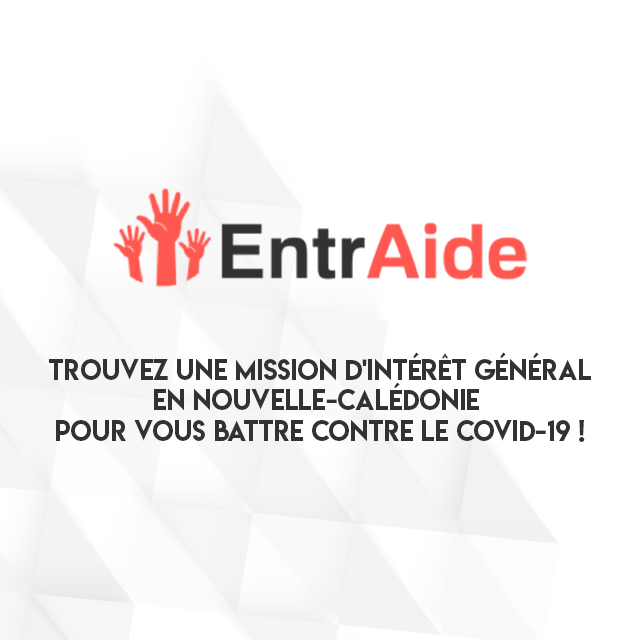 EntrAide
TROUVEZ UNE MISSION D'INTÉRÊT GÉNÉRAL
EN NOUVELLE-CALÉDONIE
POUR VOUS BATTRE CONTRE LE COVID-19 !